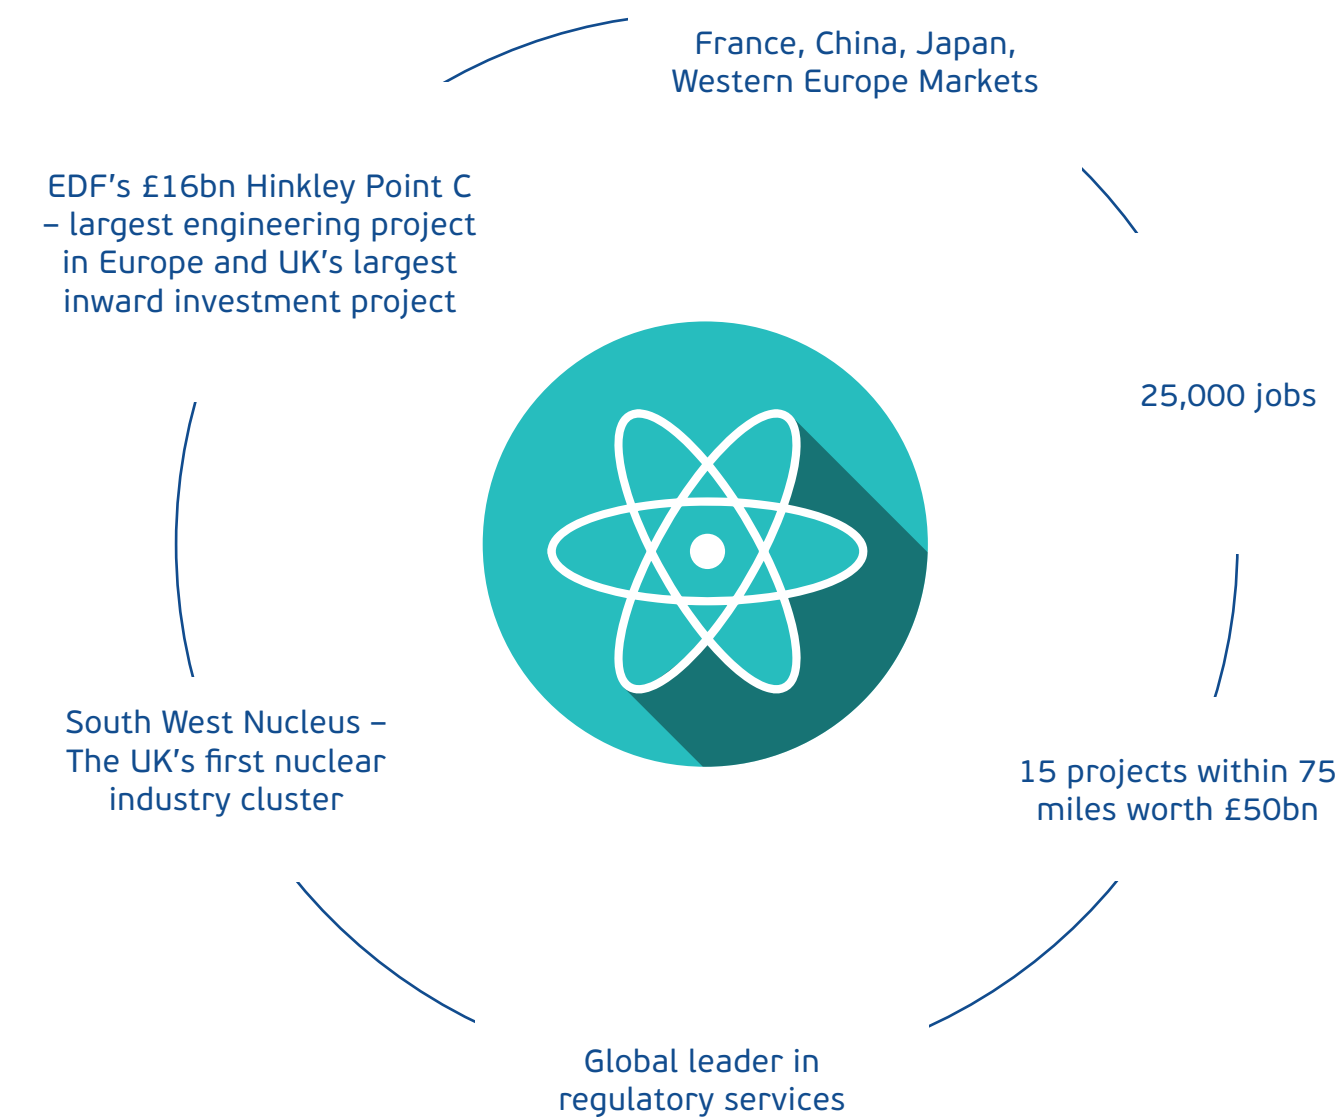 France, China, Japan,
Western Europe Markets
EDF's £16bn Hinkley Point C
– largest engineering project
in Europe and UK's largest
inward investment project
25,000 jobs
South West Nucleus –
The UK's first nuclear
industry cluster
15 projects within 75
miles worth £50bn
Global leader in
regulatory services